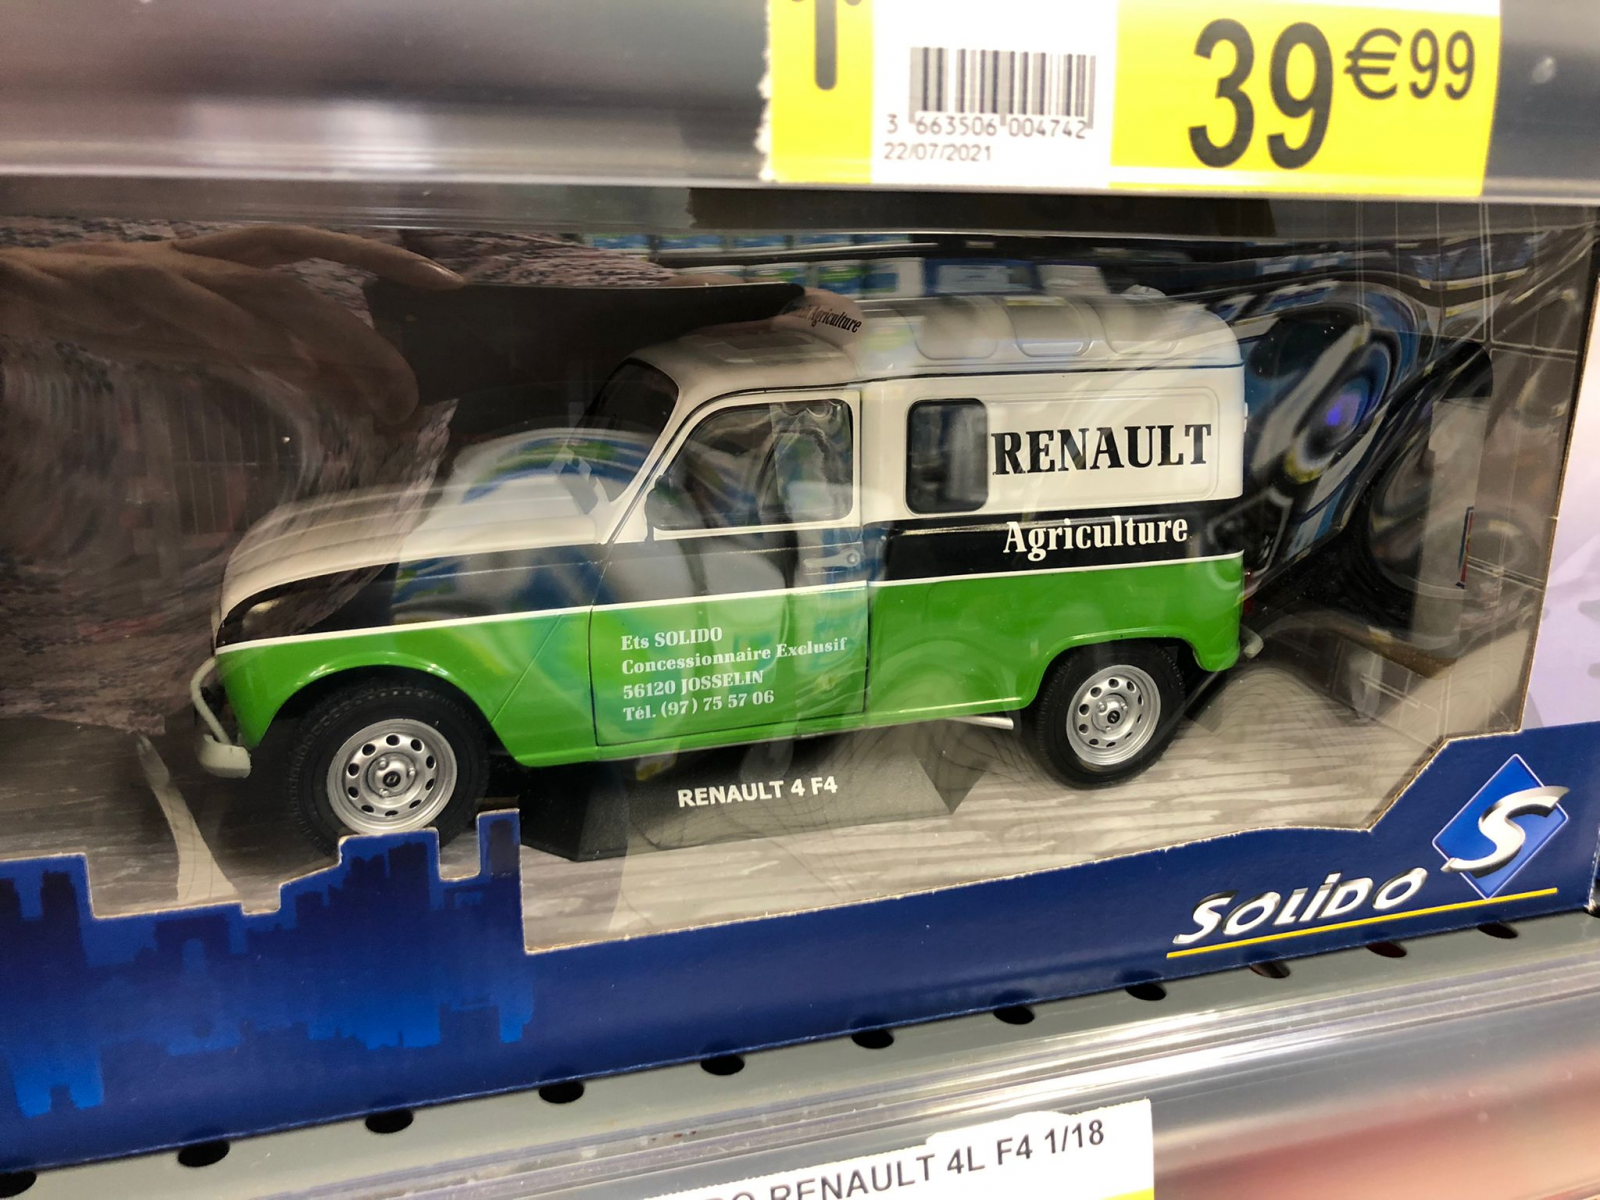 39€99
3 663506 004742
22/07/2021
Agriculture
RENAULT
Agriculture
Ets SOLIDO
Concessionnaire Exclusif
56120 JOSSELIN
Tél. (97) 75 57 06
RENAULT 4 F4
S
SOLIDO
RENAULT 4L F4 1/18